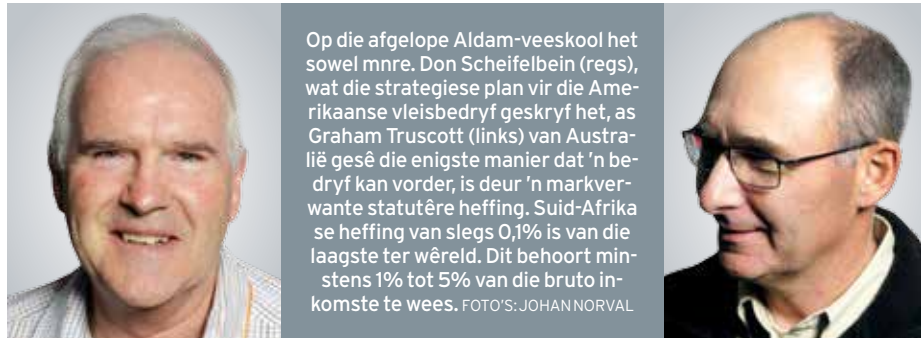 Op die afgelope Aldam-veeskool het
sowel mnre. Don Scheifelbein (regs),
wat die strategiese plan vir die Ame-
rikaanse vleisbedryf geskryf het, as
Graham Truscott (links) van Austra-
lië gesê die enigste manier dat 'n be-
dryf kan vorder, is deur 'n markver-
wante statutêre heffing. Suid-Afrika
se heffing van slegs 0,1% is van die
laagste ter wêreld. Dit behoort min-
stens 1% tot 5% van die bruto in-
komste te wees. FOTO'S: JOHAN NORVAL